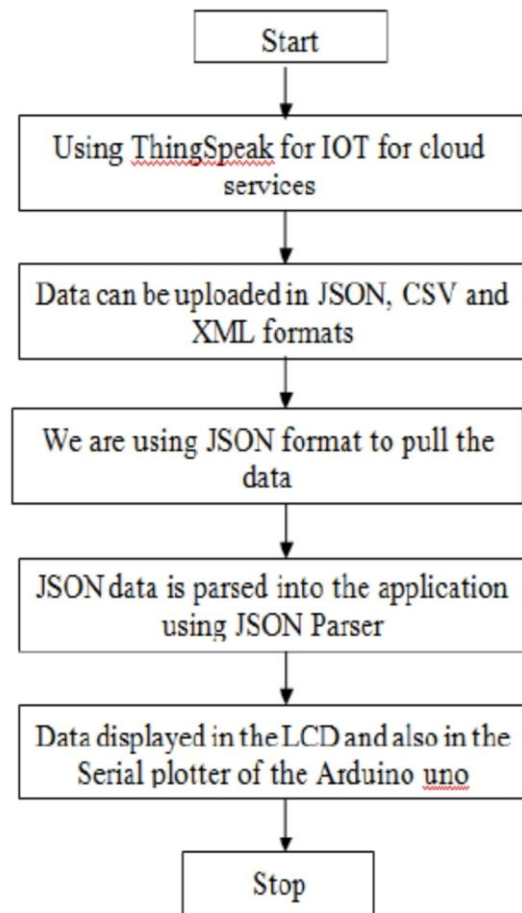 Start
Using ThingSpeak for IOT for cloud
services
Data can be uploaded in JSON, CSV and
XML formats
We are using JSON format to pull the
data
JSON data is parsed into the application
using JSON Parser
Data displayed in the LCD and also in the
Serial plotter of the Arduino uno
Stop